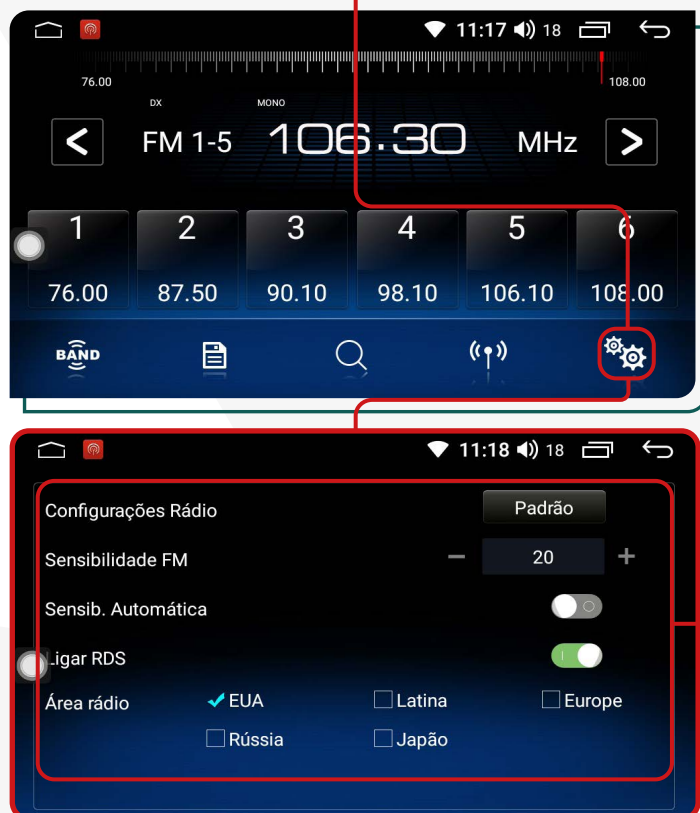 11:17 18
76.00 108.00
DX MONO
FM 1-5 106.30 MHz
1 2 3 4 5 6
76.00 87.50 90.10 98.10 106.10 108.00
BAND
11:18 18
Configurações Rádio Padrão
Sensibilidade FM − 20 +
Sensib. Automática
Ligar RDS
Área rádio EUA Latina Europe
Rússia Japão